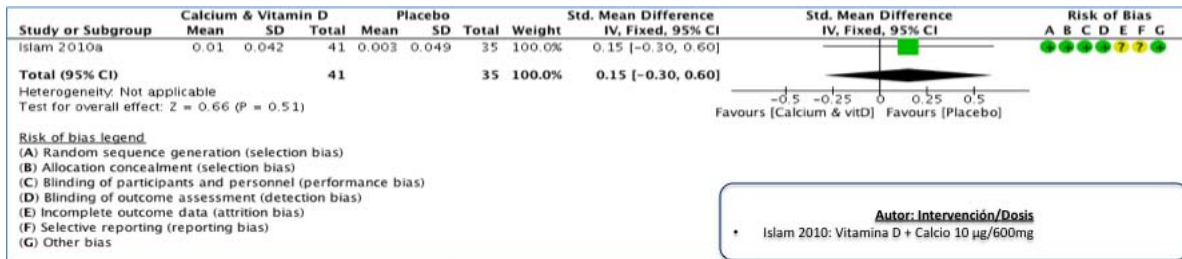 Calcium & Vitamin D Placebo Std. Mean Difference Std. Mean Difference Risk of Bias
Study or Subgroup Mean SD Total Mean SD Total Weight IV, Fixed, 95% CI IV, Fixed, 95% CI A B C D E F G
Islam 2010a 0.01 0.042 41 0.003 0.049 35 100.0% 0.15 [-0.30, 0.60] + + + + ? ? +
Total (95% CI) 41 35 100.0% 0.15 [-0.30, 0.60]
Heterogeneity: Not applicable
Test for overall effect: Z = 0.66 (P = 0.51)
-0.5 -0.25 0 0.25 0.5
Favours [Calcium & vitD] Favours [Placebo]
Risk of bias legend
(A) Random sequence generation (selection bias)
(B) Allocation concealment (selection bias)
(C) Blinding of participants and personnel (performance bias)
(D) Blinding of outcome assessment (detection bias)
(E) Incomplete outcome data (attrition bias)
(F) Selective reporting (reporting bias)
(G) Other bias
Autor: Intervención/Dosis
• Islam 2010: Vitamina D + Calcio 10 µg/600mg